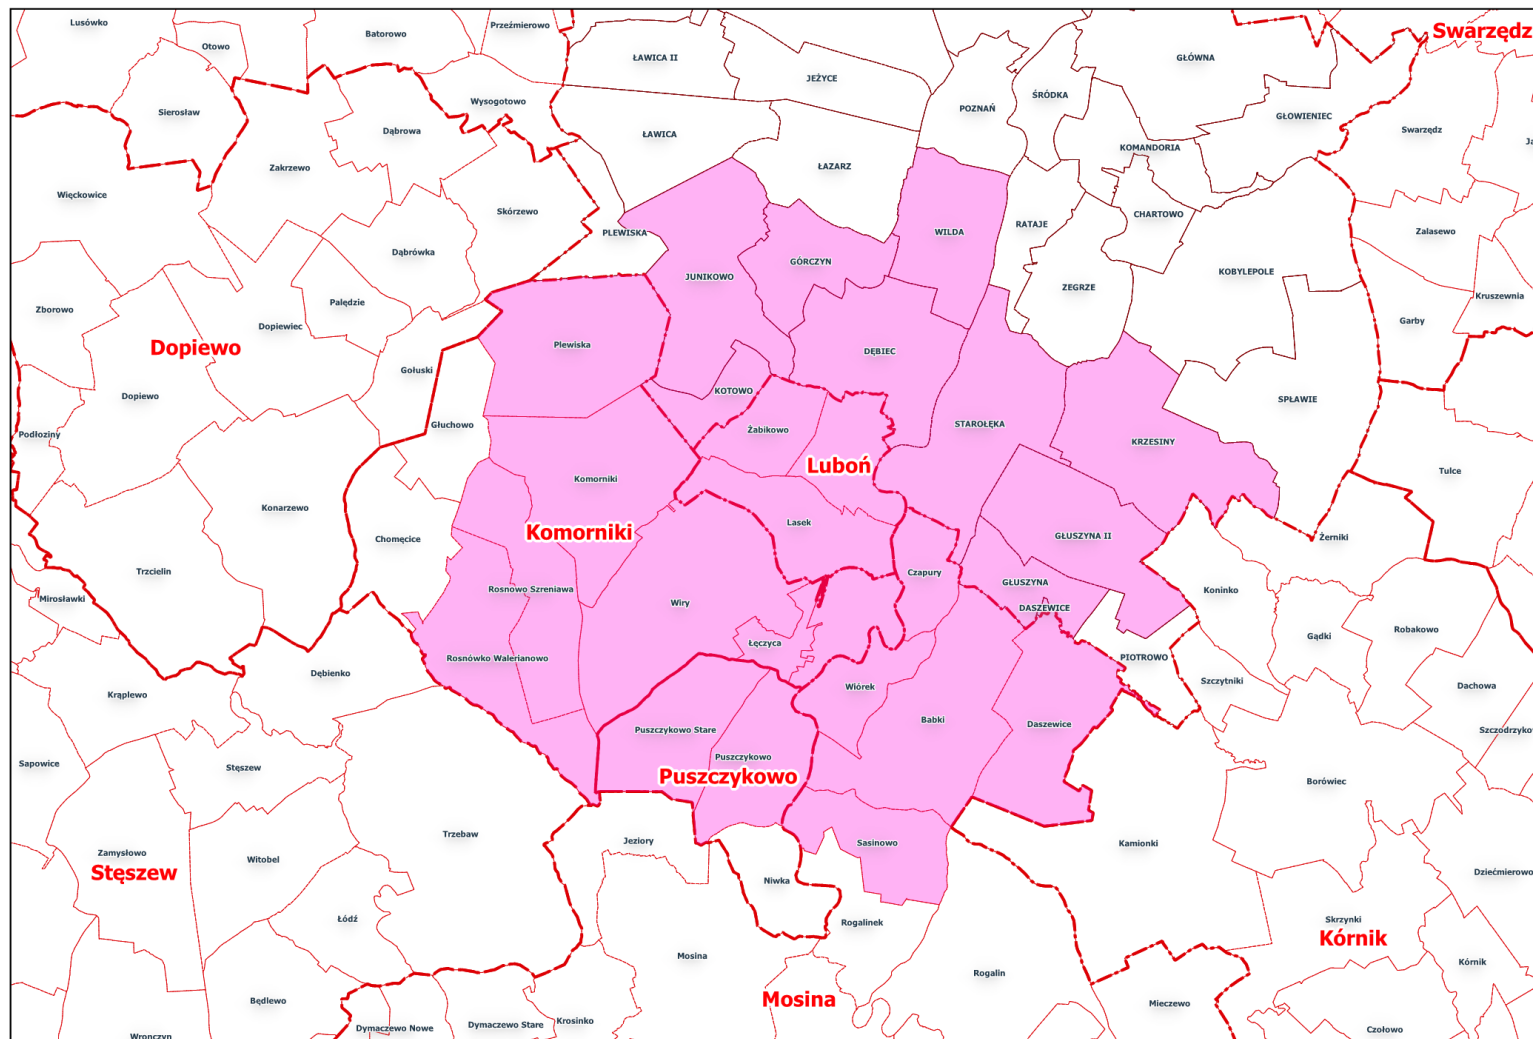 Lusówko
Batorowo
Przeźmierowo
Swarzędz
Otowo
ŁAWICA II
JEŻYCE
GŁÓWNA
Sierosław
Wysogotowo
POZNAŃ
ŚRÓDKA
GŁOWIENIEC
Dąbrowa
ŁAWICA
Swarzędz
Ja
Zakrzewo
ŁAZARZ
KOMANDORIA
Więckowice
Skórzewo
PLEWISKA
WILDA
RATAJE
CHARTOWO
Zalasewo
Dąbrówka
JUNIKOWO
GÓRCZYN
KOBYLEPOLE
Zborowo
Palędzie
ZEGRZE
Kruszewnia
Dopiewiec
Garby
Dopiewo
Plewiska
DĘBIEC
Gołuski
Dopiewo
KOTOWO
SPŁAWIE
Podłoziny
Głuchowo
Żabikowo
STAROŁĘKA
KRZESINY
Luboń
Tulce
Komorniki
Konarzewo
Lasek
Komorniki
Chomęcice
GŁUSZYNA II
Żerniki
Trzcielin
Czapury
GŁUSZYNA
Rosnowo Szreniawa
Koninko
Mirosławki
Wiry
DASZEWICE
Gądki
Robakowo
Łęczyca
Rosnówko Walerianowo
PIOTROWO
Dębienko
Szczytniki
Krąplewo
Wiórek
Dachowa
Babki
Daszewice
Puszczykowo Stare
Szczodrzykow
Sapowice
Stęszew
Puszczykowo
Puszczykowo
Borówiec
Trzebaw
Jeziory
Sasinowo
Kamionki
Zamysłowo
Witobel
Stęszew
Niwka
Dziećmierowo
Łódź
Rogalinek
Skrzynki
Kórnik
Mosina
Kórnik
Rogalin
Będlewo
Mosina
Mieczewo
Dymaczewo Nowe
Dymaczewo Stare
Krosinko
Czołowo
Wronczyn